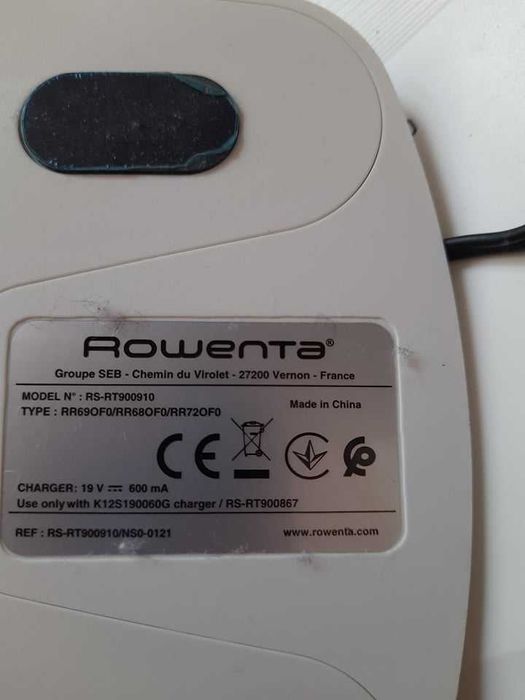 Rowenta®
Groupe SEB - Chemin du Virolet - 27200 Vernon - France
MODEL N° : RS-RT900910
TYPE : RR69OF0/RR68OF0/RR72OF0
Made in China
CE
CHARGER: 19 V ⎓ 600 mA
Use only with K12S190060G charger / RS-RT900867
REF : RS-RT900910/NS0-0121
www.rowenta.com